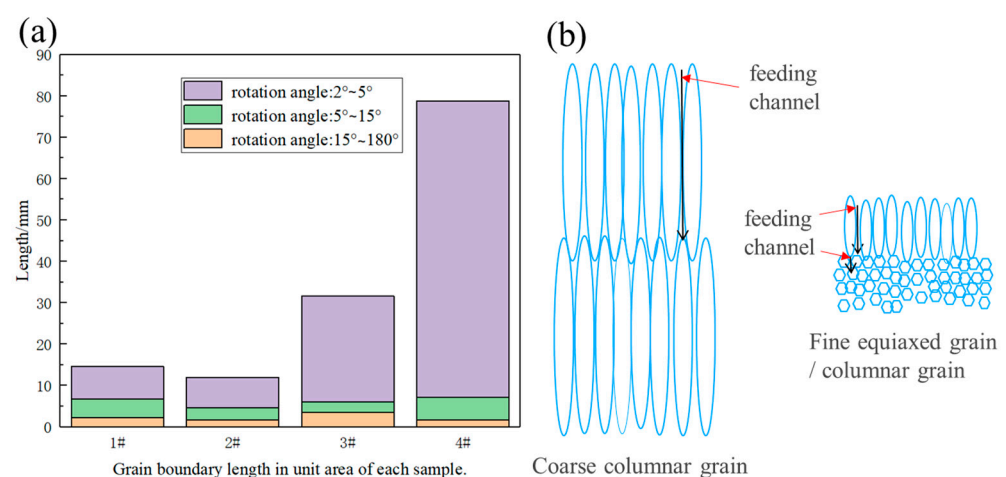 (a)
90
80
70
60
50
40
30
20
10
0
Length/mm
rotation angle:2°~5°
rotation angle:5°~15°
rotation angle:15°~180°
1#
2#
3#
4#
Grain boundary length in unit area of each sample.
(b)
feeding
channel
Coarse columnar grain
feeding
channel
Fine equiaxed grain
/ columnar grain